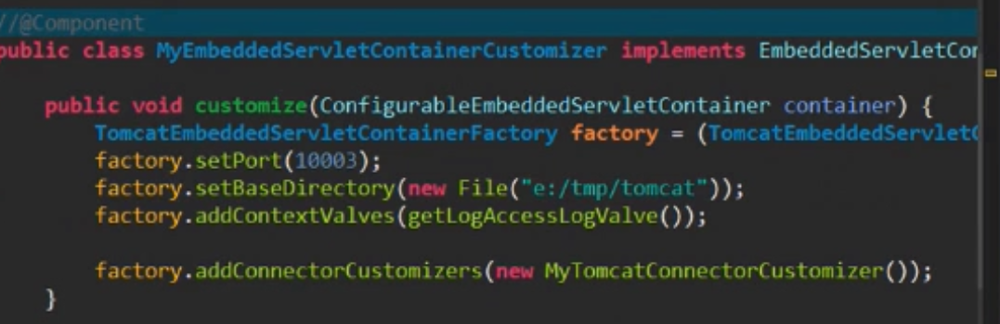 //@Component
public class MyEmbeddedServletContainerCustomizer implements EmbeddedServletCon
public void customize(ConfigurableEmbeddedServletContainer container) {
TomcatEmbeddedServletContainerFactory factory = (TomcatEmbeddedServletC
factory.setPort(10003);
factory.setBaseDirectory(new File("e:/tmp/tomcat"));
factory.addContextValves(getLogAccessLogValve());
factory.addConnectorCustomizers(new MyTomcatConnectorCustomizer());
}